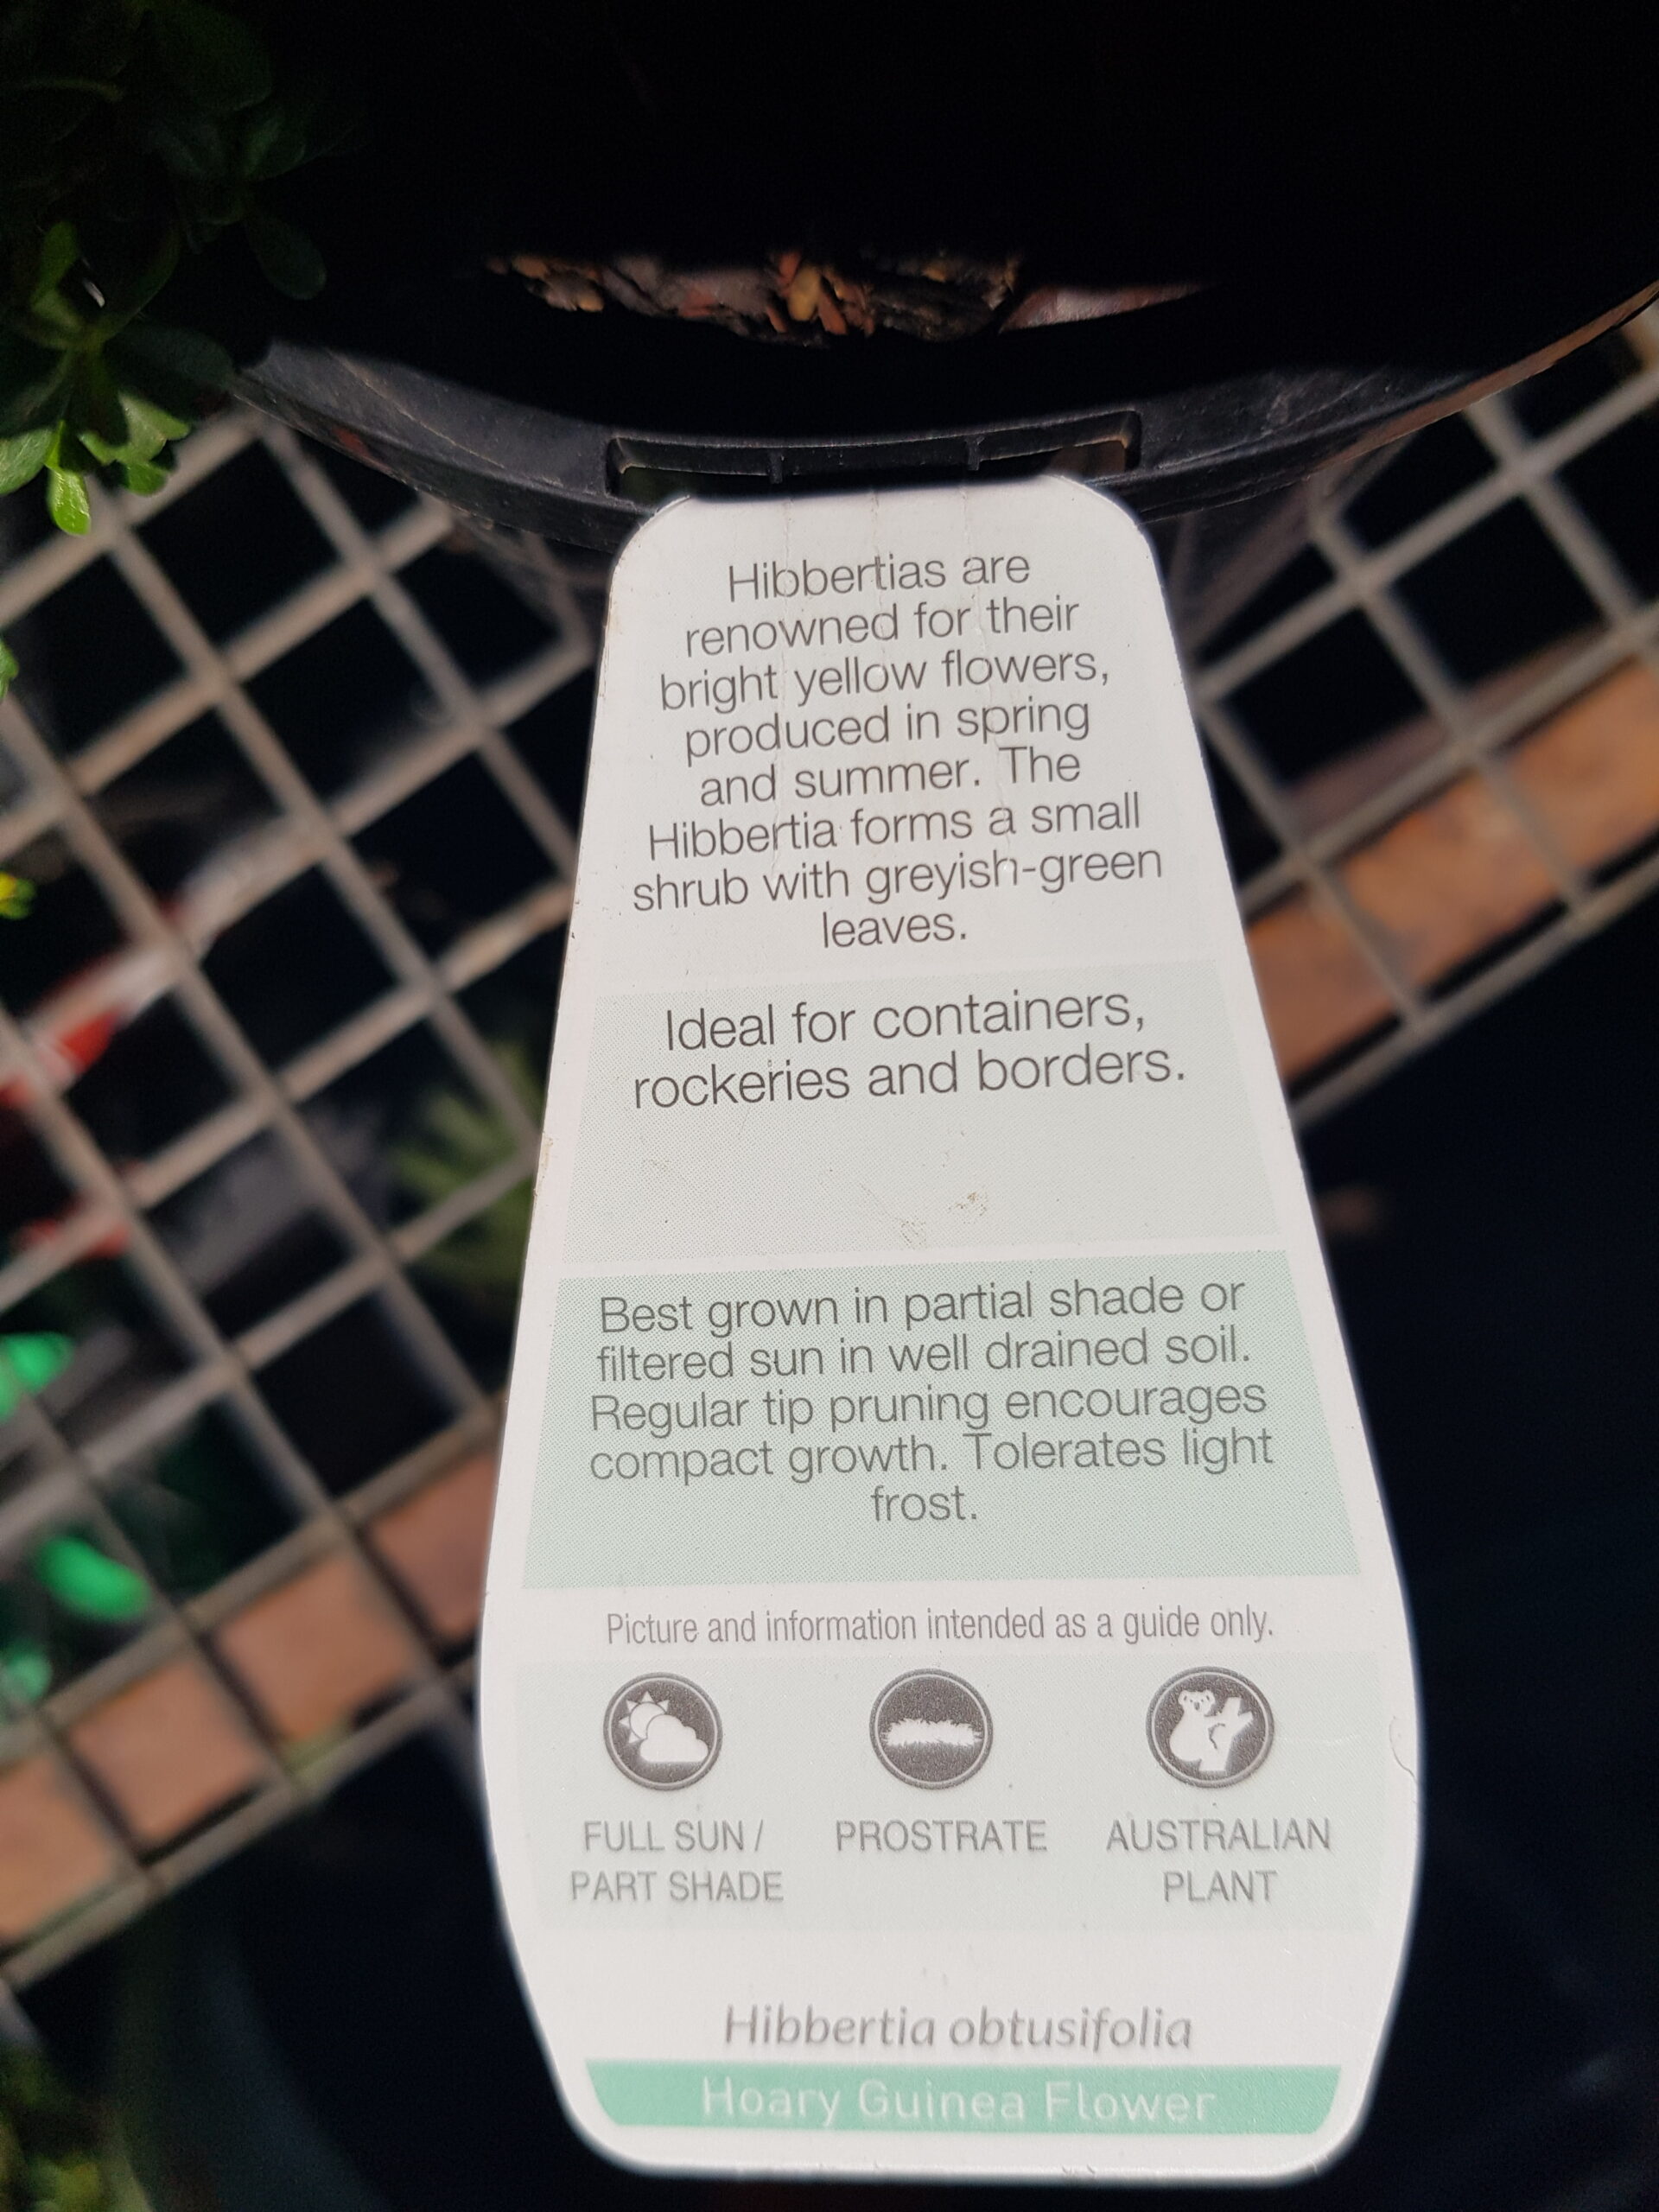 Hibbertias are
renowned for their
bright yellow flowers,
produced in spring
and summer. The
Hibbertia forms a small
shrub with greyish-green
leaves.
Ideal for containers,
rockeries and borders.
Best grown in partial shade or
filtered sun in well drained soil.
Regular tip pruning encourages
compact growth. Tolerates light
frost.
Picture and information intended as a guide only.
FULL SUN /
PART SHADE
PROSTRATE
AUSTRALIAN
PLANT
Hibbertia obtusifolia
Hoary Guinea Flower